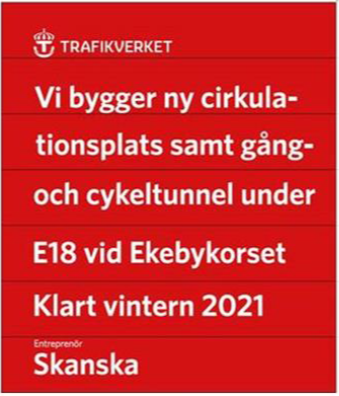 TRAFIKVERKET
Vi bygger ny cirkula-
tionsplats samt gång-
och cykeltunnel under
E18 vid Ekebykorset
Klart vintern 2021
Entreprenör
Skanska